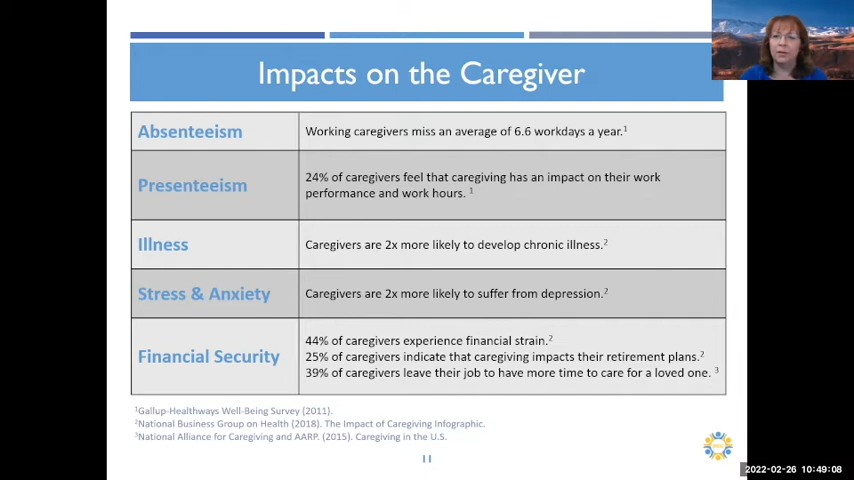 Impacts on the Caregiver
Absenteeism
Working caregivers miss an average of 6.6 workdays a year.¹
Presenteeism
24% of caregivers feel that caregiving has an impact on their work
performance and work hours. ¹
Illness
Caregivers are 2x more likely to develop chronic illness.²
Stress & Anxiety
Caregivers are 2x more likely to suffer from depression.²
Financial Security
44% of caregivers experience financial strain.²
25% of caregivers indicate that caregiving impacts their retirement plans.²
39% of caregivers leave their job to have more time to care for a loved one. ³
¹Gallup-Healthways Well-Being Survey (2011).
²National Business Group on Health (2018). The Impact of Caregiving Infographic.
³National Alliance for Caregiving and AARP. (2015). Caregiving in the U.S.
11
2022-02-26 10:49:08